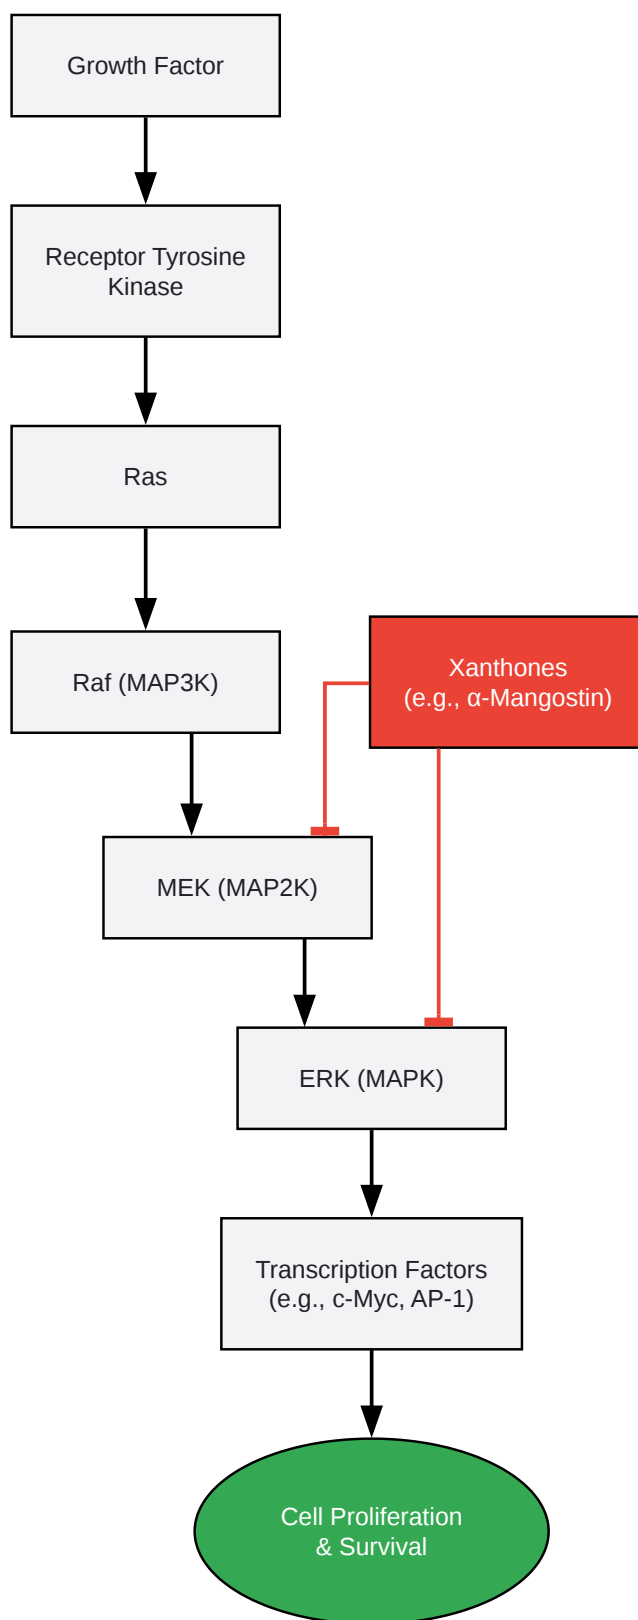 Growth Factor
Receptor Tyrosine
Kinase
Ras
Raf (MAP3K)
Xanthones
(e.g., α-Mangostin)
MEK (MAP2K)
ERK (MAPK)
Transcription Factors
(e.g., c-Myc, AP-1)
Cell Proliferation
& Survival